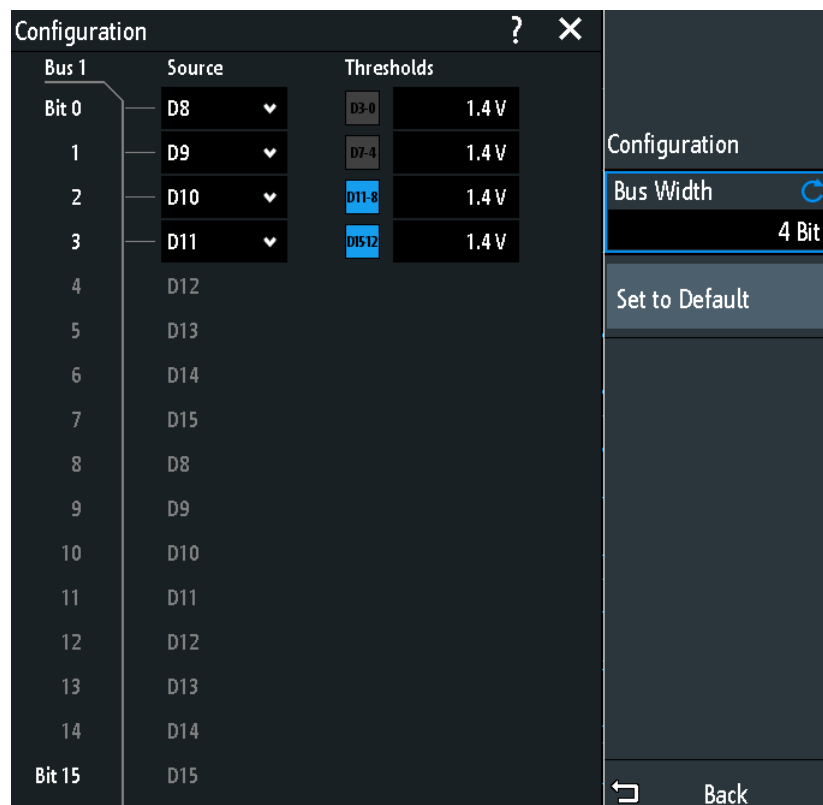 Configuration ?
Bus 1 Source Thresholds
Bit 0 D8 D3-0 1.4 V
1 D9 D7-4 1.4 V
2 D10 D11-8 1.4 V
3 D11 D1512 1.4 V
4 D12
5 D13
6 D14
7 D15
8 D8
9 D9
10 D10
11 D11
12 D12
13 D13
14 D14
Bit 15 D15
Configuration
Bus Width
4 Bit
Set to Default
Back